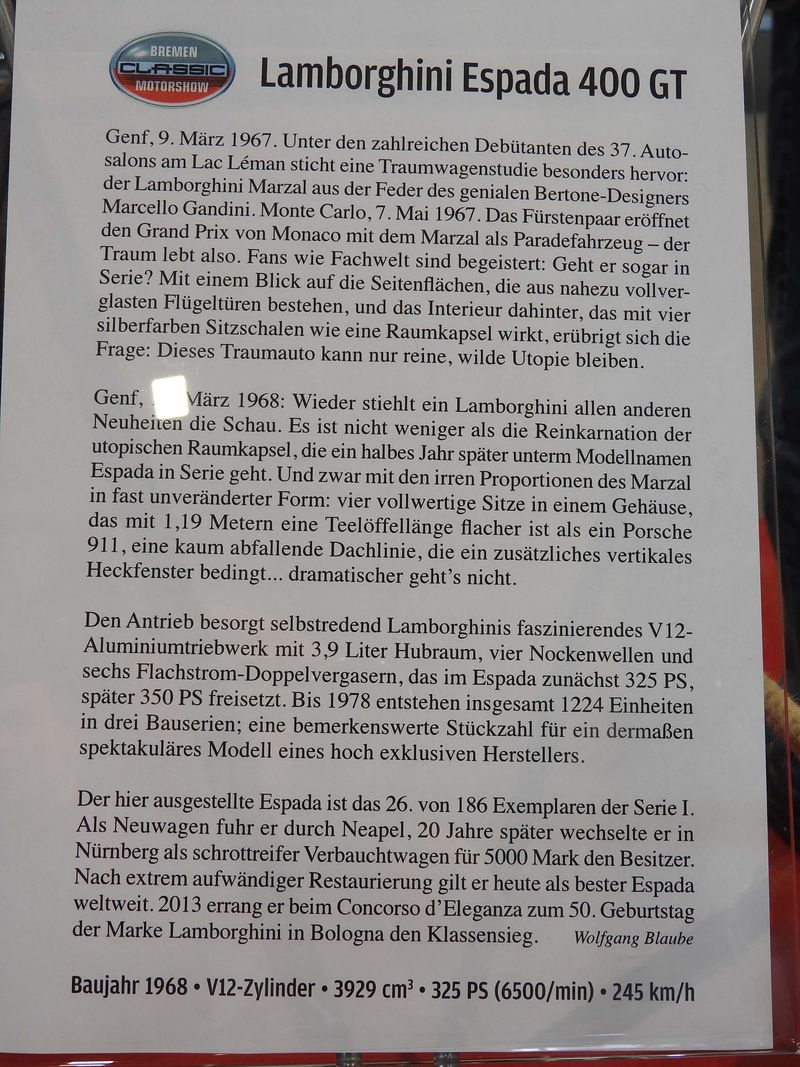 BREMEN
CLASSIC
MOTORSHOW
Lamborghini Espada 400 GT
Genf, 9. März 1967. Unter den zahlreichen Debütanten des 37. Auto-
salons am Lac Léman sticht eine Traumwagenstudie besonders hervor:
der Lamborghini Marzal aus der Feder des genialen Bertone-Designers
Marcello Gandini. Monte Carlo, 7. Mai 1967. Das Fürstenpaar eröffnet
den Grand Prix von Monaco mit dem Marzal als Paradefahrzeug – der
Traum lebt also. Fans wie Fachwelt sind begeistert: Geht er sogar in
Serie? Mit einem Blick auf die Seitenflächen, die aus nahezu vollver-
glasten Flügeltüren bestehen, und das Interieur dahinter, das mit vier
silberfarben Sitzschalen wie eine Raumkapsel wirkt, erübrigt sich die
Frage: Dieses Traumauto kann nur reine, wilde Utopie bleiben.
Genf, März 1968: Wieder stiehlt ein Lamborghini allen anderen
Neuheiten die Schau. Es ist nicht weniger als die Reinkarnation der
utopischen Raumkapsel, die ein halbes Jahr später unterm Modellnamen
Espada in Serie geht. Und zwar mit den irren Proportionen des Marzal
in fast unveränderter Form: vier vollwertige Sitze in einem Gehäuse,
das mit 1,19 Metern eine Teelöffellänge flacher ist als ein Porsche
911, eine kaum abfallende Dachlinie, die ein zusätzliches vertikales
Heckfenster bedingt... dramatischer geht's nicht.
Den Antrieb besorgt selbstredend Lamborghinis faszinierendes V12-
Aluminiumtriebwerk mit 3,9 Liter Hubraum, vier Nockenwellen und
sechs Flachstrom-Doppelvergasern, das im Espada zunächst 325 PS,
später 350 PS freisetzt. Bis 1978 entstehen insgesamt 1224 Einheiten
in drei Bauserien; eine bemerkenswerte Stückzahl für ein dermaßen
spektakuläres Modell eines hoch exklusiven Herstellers.
Der hier ausgestellte Espada ist das 26. von 186 Exemplaren der Serie I.
Als Neuwagen fuhr er durch Neapel, 20 Jahre später wechselte er in
Nürnberg als schrottreifer Verbauchtwagen für 5000 Mark den Besitzer.
Nach extrem aufwändiger Restaurierung gilt er heute als bester Espada
weltweit. 2013 errang er beim Concorso d'Eleganza zum 50. Geburtstag
der Marke Lamborghini in Bologna den Klassensieg. Wolfgang Blaube
Baujahr 1968 • V12-Zylinder • 3929 cm³ • 325 PS (6500/min) • 245 km/h